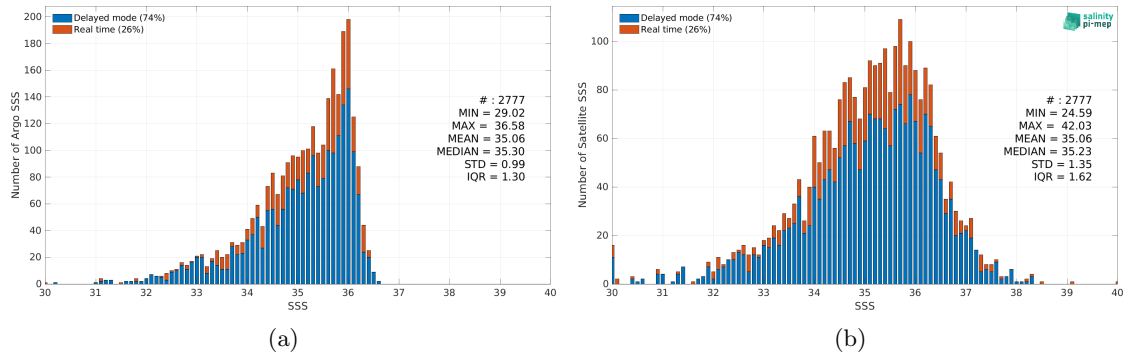 Delayed mode (74%)
Real time (26%)
200
180
160
140
120
100
80
60
40
20
0
Number of Argo SSS
# : 2777
MIN = 29.02
MAX = 36.58
MEAN = 35.06
MEDIAN = 35.30
STD = 0.99
IQR = 1.30
30 31 32 33 34 35 36 37 38 39 40
SSS
(a)
Delayed mode (74%)
Real time (26%)
salinity
pi-mep
100
80
60
40
20
0
Number of Satellite SSS
# : 2777
MIN = 24.59
MAX = 42.03
MEAN = 35.06
MEDIAN = 35.23
STD = 1.35
IQR = 1.62
30 31 32 33 34 35 36 37 38 39 40
SSS
(b)